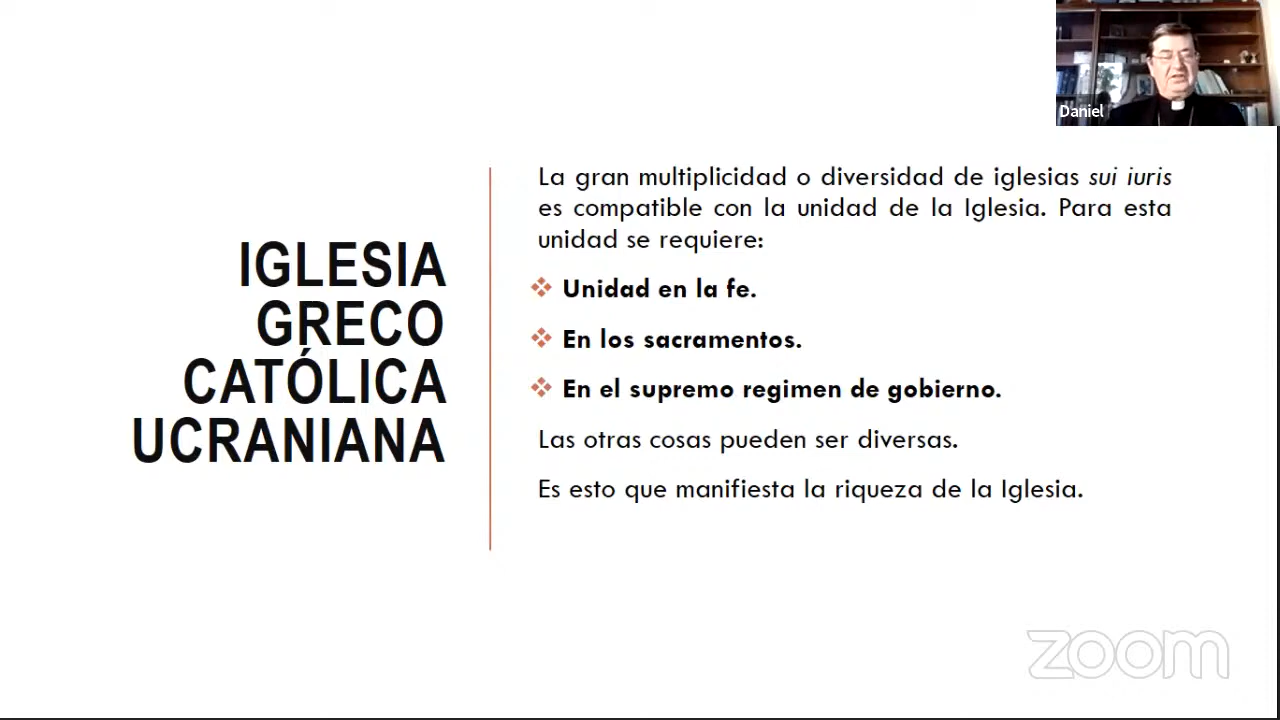 Daniel
IGLESIA
GRECO
CATÓLICA
UCRANIANA
La gran multiplicidad o diversidad de iglesias sui iuris
es compatible con la unidad de la Iglesia. Para esta
unidad se requiere:
Unidad en la fe.
En los sacramentos.
En el supremo regimen de gobierno.
Las otras cosas pueden ser diversas.
Es esto que manifiesta la riqueza de la Iglesia.
zoom